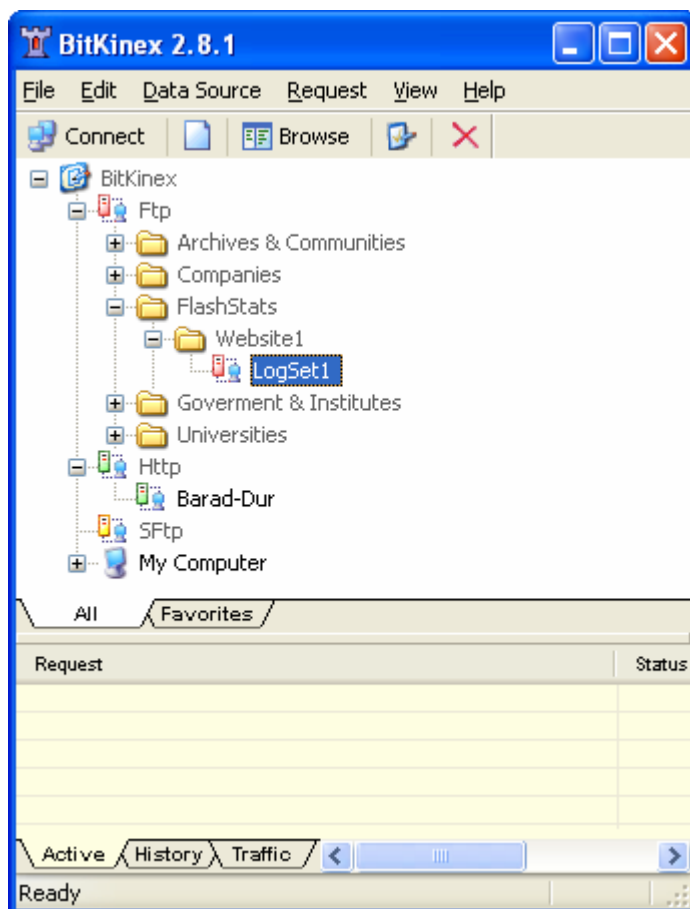 BitKinex 2.8.1
File Edit Data Source Request View Help
Connect Browse
BitKinex
Ftp
Archives & Communities
Companies
FlashStats
Website1
LogSet1
Goverment & Institutes
Universities
Http
Barad-Dur
SFtp
My Computer
All Favorites
Request Status
Active History Traffic
Ready